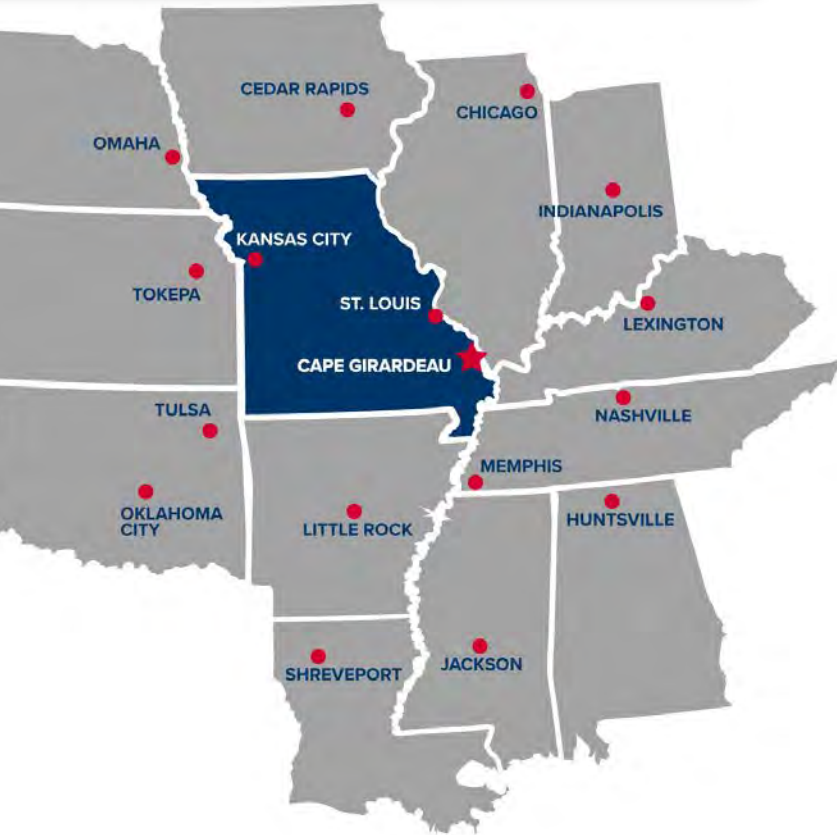 CEDAR RAPIDS
CHICAGO
OMAHA
INDIANAPOLIS
KANSAS CITY
TOKEPA
ST. LOUIS
LEXINGTON
CAPE GIRARDEAU
TULSA
NASHVILLE
MEMPHIS
OKLAHOMA
CITY
LITTLE ROCK
HUNTSVILLE
SHREVEPORT
JACKSON